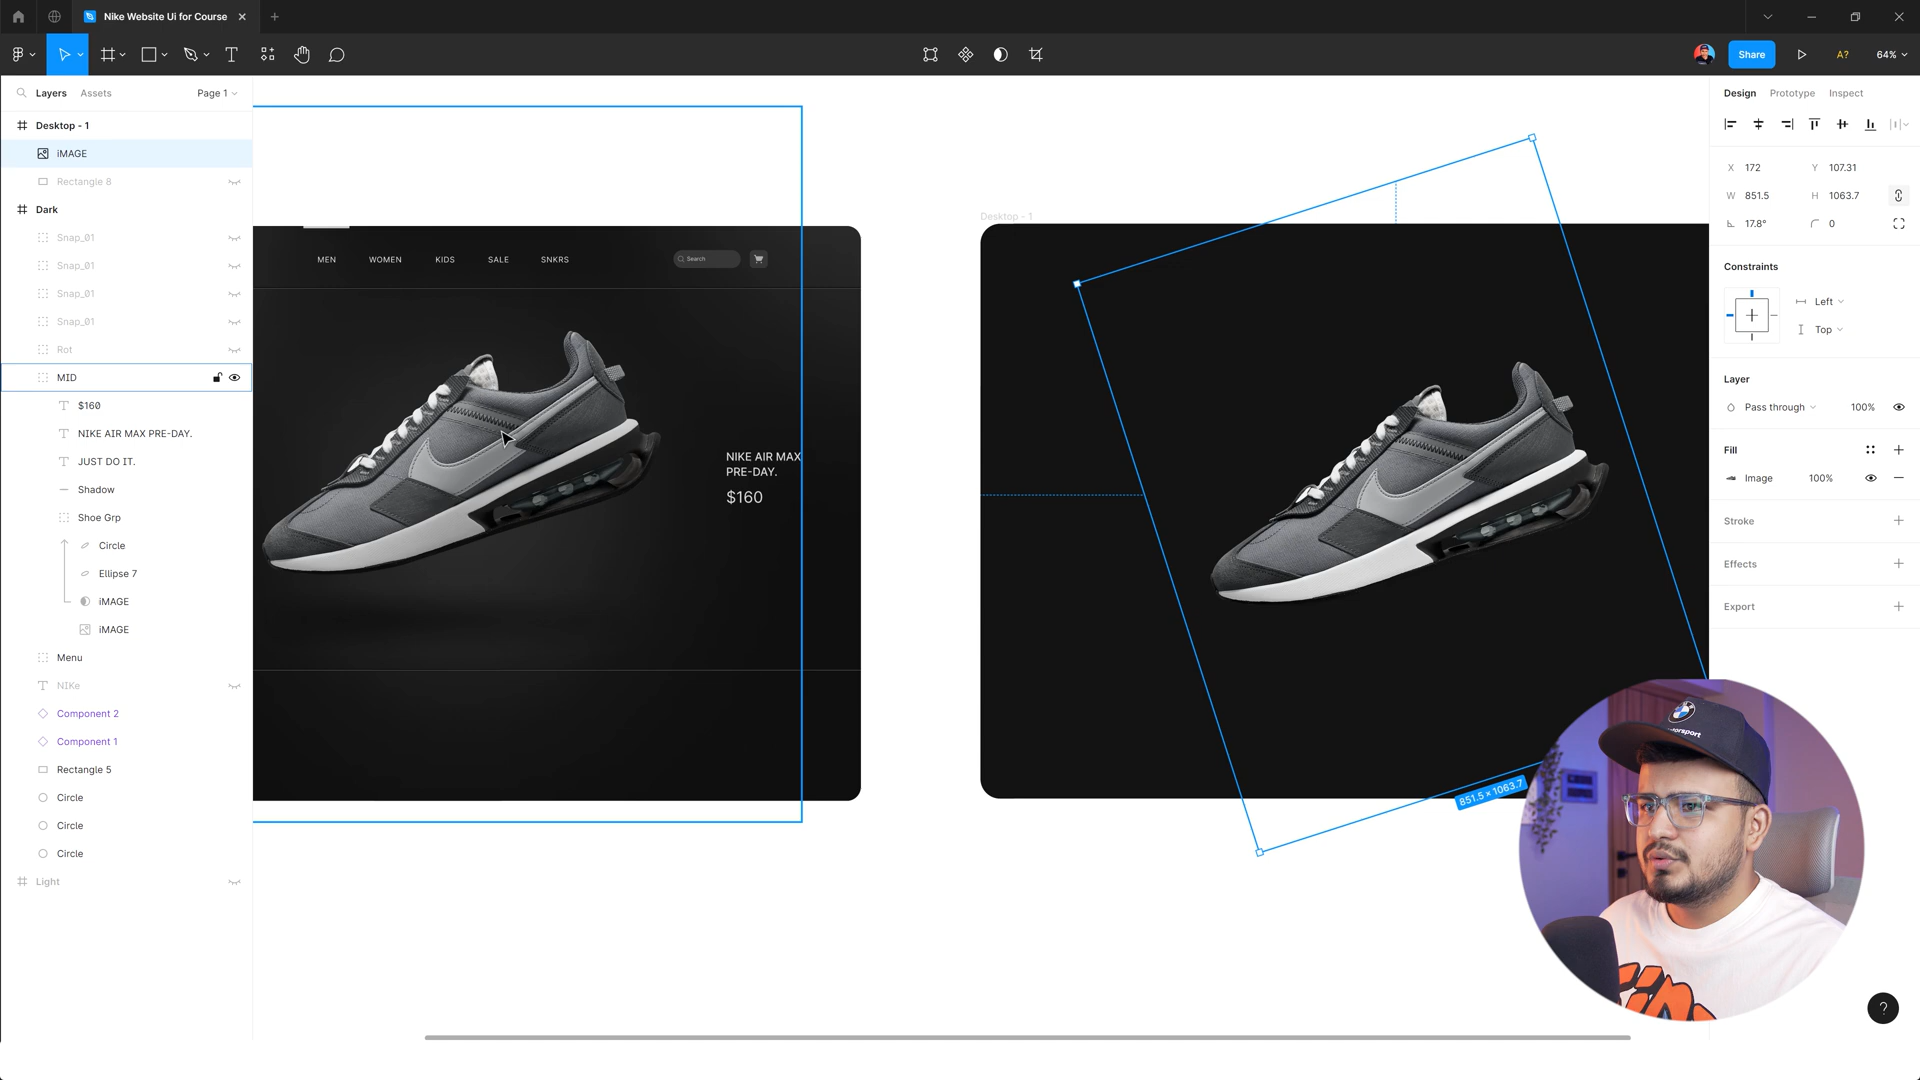 Nike Website Ui for Course
Share
A?
64%
Layers
Assets
Page 1
Desktop - 1
iMAGE
Rectangle 8
Dark
Snap_01
Snap_01
Snap_01
Snap_01
Rot
MID
$160
NIKE AIR MAX PRE-DAY.
JUST DO IT.
Shadow
Shoe Grp
Circle
Ellipse 7
iMAGE
iMAGE
Menu
NIKe
Component 2
Component 1
Rectangle 5
Circle
Circle
Circle
Light
MEN
WOMEN
KIDS
SALE
SNKRS
Search
NIKE AIR MAX
PRE-DAY.
$160
Desktop - 1
851.5 × 1063.7
Design
Prototype
Inspect
X 172
Y 107.31
W 851.5
H 1063.7
17.8°
0
Constraints
Left
Top
Layer
Pass through
100%
Fill
Image
100%
Stroke
Effects
Export
?